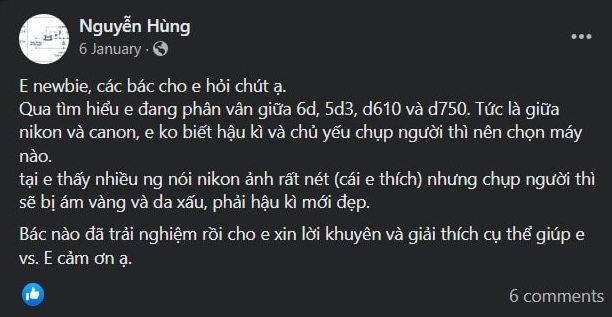 Nguyễn Hùng
6 January ·
E newbie, các bác cho e hỏi chút ạ.
Qua tìm hiểu e đang phân vân giữa 6d, 5d3, d610 và d750. Tức là giữa
nikon và canon, e ko biết hậu kì và chủ yếu chụp người thì nên chọn máy
nào.
tại e thấy nhiều ng nói nikon ảnh rất nét (cái e thích) nhưng chụp người thì
sẽ bị ám vàng và da xấu, phải hậu kì mới đẹp.
Bác nào đã trải nghiệm rồi cho e xin lời khuyên và giải thích cụ thể giúp e
vs. E cảm ơn ạ.
6 comments